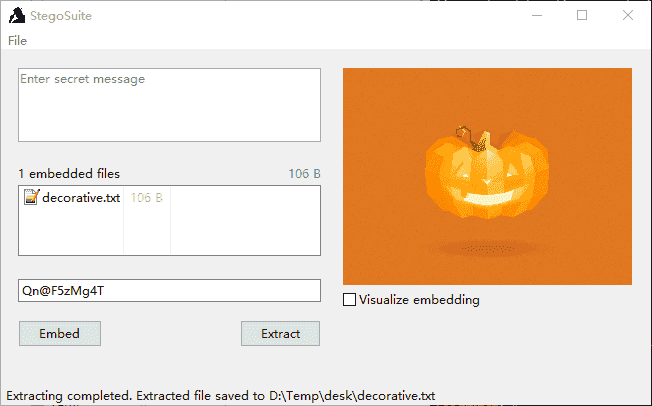 StegoSuite
File
Enter secret message
1 embedded files 106 B
decorative.txt 106 B
Qn@F5zMg4T
Visualize embedding
Embed Extract
Extracting completed. Extracted file saved to D:\Temp\desk\decorative.txt